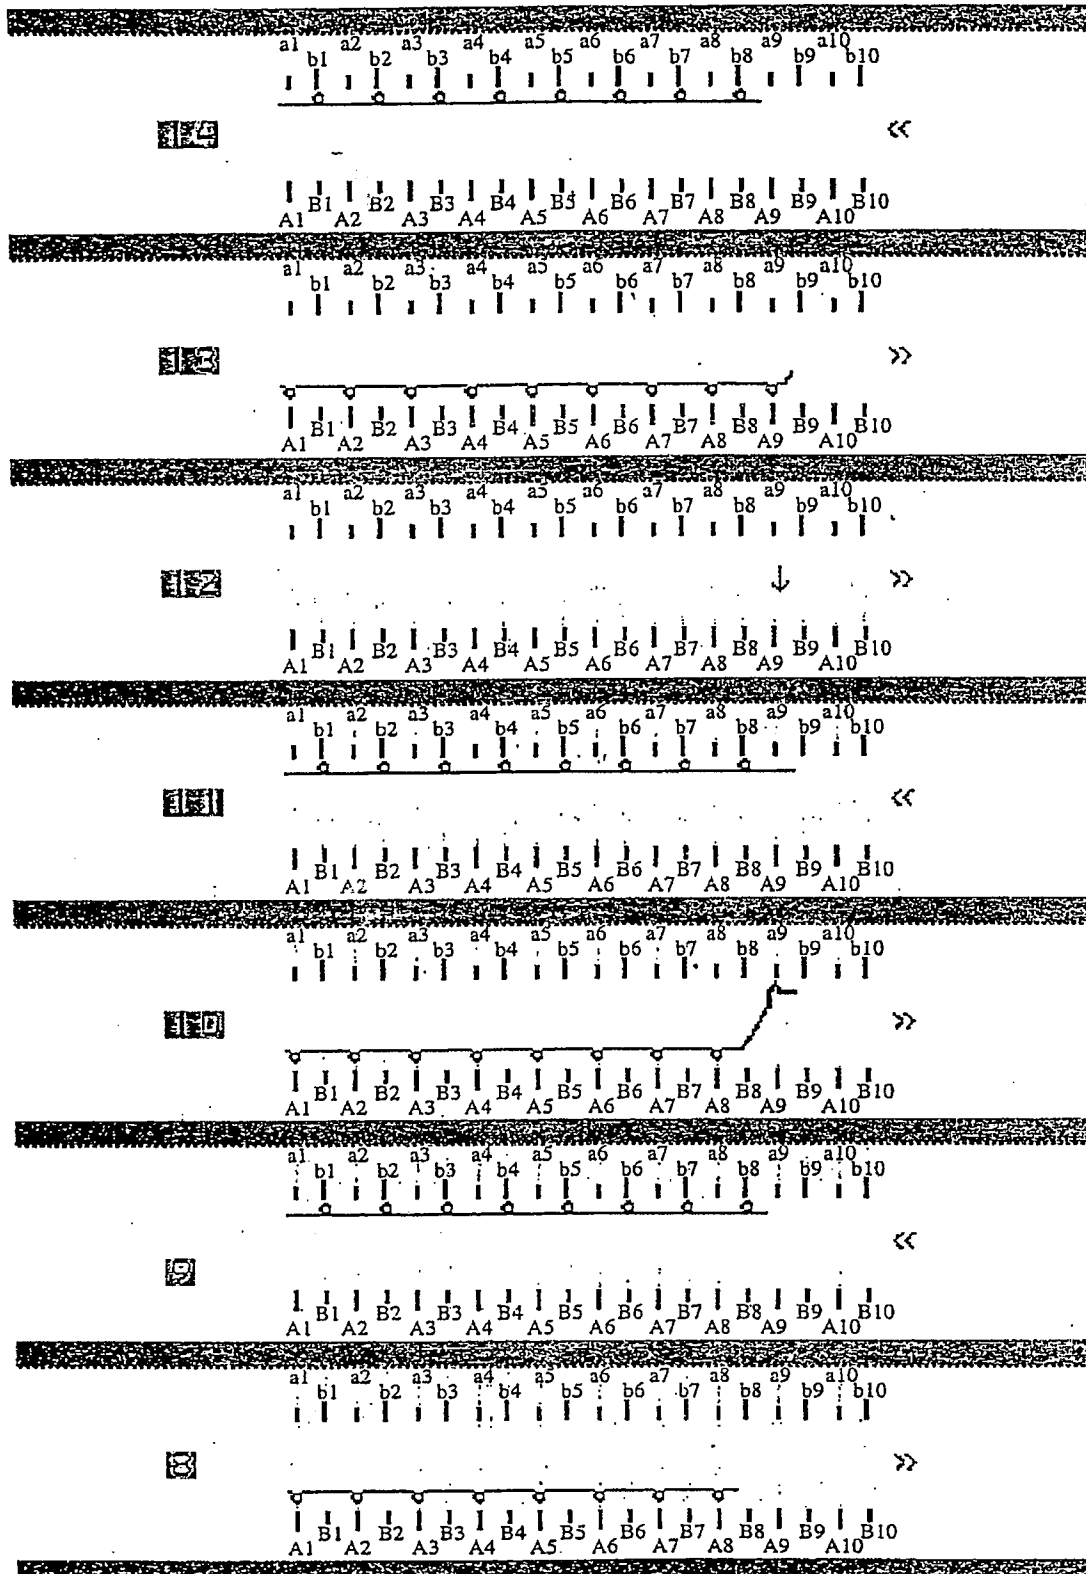 a1 a2 a3 a4 a5 a6 a7 a8 a9 a10
b1 b2 b3 b4 b5 b6 b7 b8 b9 b10
14 <<
B1 B2 B3 B4 B5 B6 B7 B8 B9 B10
A1 A2 A3 A4 A5 A6 A7 A8 A9 A10
a1 a2 a3 a4 a5 a6 a7 a8 a9 a10
b1 b2 b3 b4 b5 b6 b7 b8 b9 b10
13 >>
B1 B2 B3 B4 B5 B6 B7 B8 B9 B10
A1 A2 A3 A4 A5 A6 A7 A8 A9 A10
a1 a2 a3 a4 a5 a6 a7 a8 a9 a10
b1 b2 b3 b4 b5 b6 b7 b8 b9 b10
12 >>
B1 B2 B3 B4 B5 B6 B7 B8 B9 B10
A1 A2 A3 A4 A5 A6 A7 A8 A9 A10
a1 a2 a3 a4 a5 a6 a7 a8 a9 a10
b1 b2 b3 b4 b5 b6 b7 b8 b9 b10
11 <<
B1 B2 B3 B4 B5 B6 B7 B8 B9 B10
A1 A2 A3 A4 A5 A6 A7 A8 A9 A10
a1 a2 a3 a4 a5 a6 a7 a8 a9 a10
b1 b2 b3 b4 b5 b6 b7 b8 b9 b10
10 >>
B1 B2 B3 B4 B5 B6 B7 B8 B9 B10
A1 A2 A3 A4 A5 A6 A7 A8 A9 A10
a1 a2 a3 a4 a5 a6 a7 a8 a9 a10
b1 b2 b3 b4 b5 b6 b7 b8 b9 b10
9 <<
B1 B2 B3 B4 B5 B6 B7 B8 B9 B10
A1 A2 A3 A4 A5 A6 A7 A8 A9 A10
a1 a2 a3 a4 a5 a6 a7 a8 a9 a10
b1 b2 b3 b4 b5 b6 b7 b8 b9 b10
8 >>
B1 B2 B3 B4 B5 B6 B7 B8 B9 B10
A1 A2 A3 A4 A5 A6 A7 A8 A9 A10